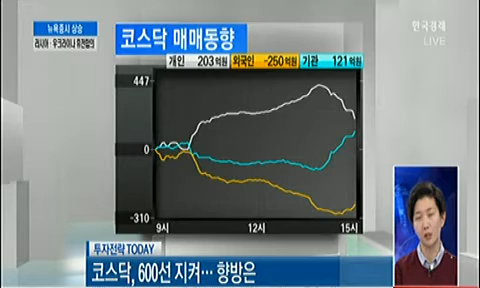 뉴욕증시 상승
러시아·우크라이나 휴전합의
한국경제
LIVE
코스닥 매매동향
개인 203억원 외국인 -250억원 기관 121억원
447
0
-310
9시 12시 15시
투자전략 TODAY
코스닥, 600선 지켜… 향방은